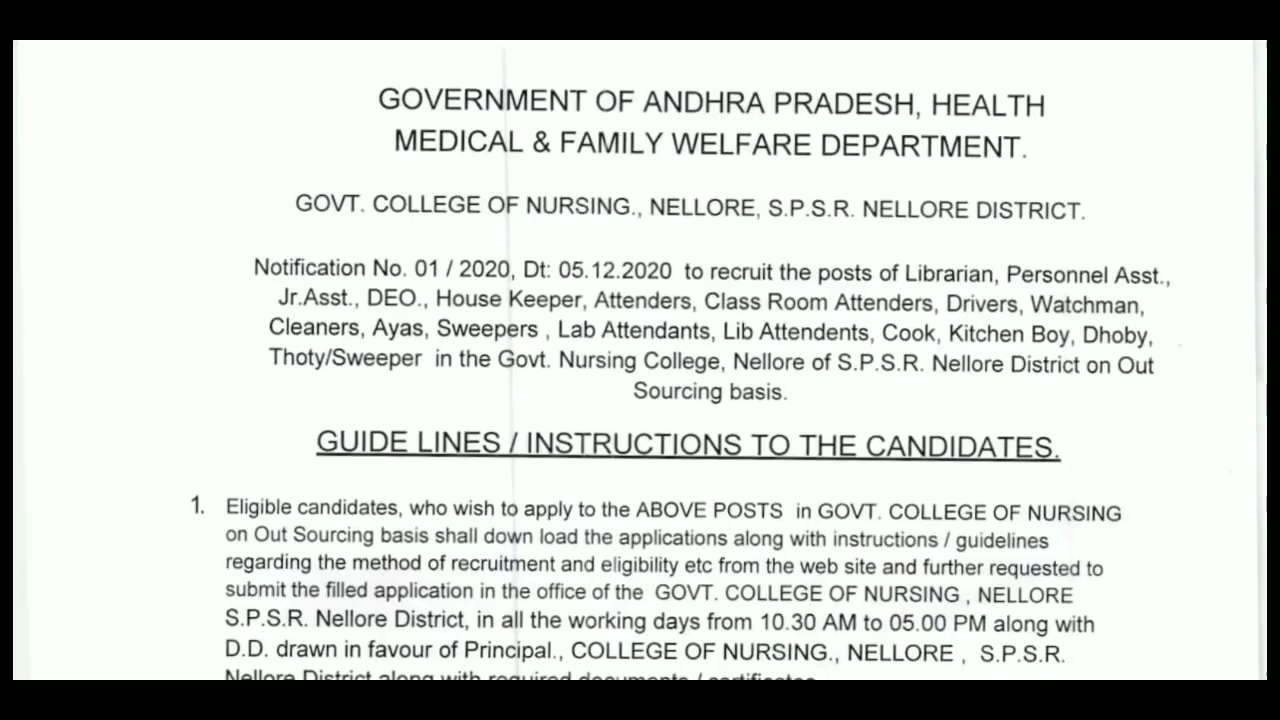 GOVERNMENT OF ANDHRA PRADESH, HEALTH
MEDICAL & FAMILY WELFARE DEPARTMENT.
GOVT. COLLEGE OF NURSING., NELLORE, S.P.S.R. NELLORE DISTRICT.
Notification No. 01 / 2020, Dt: 05.12.2020 to recruit the posts of Librarian, Personnel Asst.,
Jr.Asst., DEO., House Keeper, Attenders, Class Room Attenders, Drivers, Watchman,
Cleaners, Ayas, Sweepers , Lab Attendants, Lib Attendents, Cook, Kitchen Boy, Dhoby,
Thoty/Sweeper in the Govt. Nursing College, Nellore of S.P.S.R. Nellore District on Out
Sourcing basis.
GUIDE LINES / INSTRUCTIONS TO THE CANDIDATES.
1. Eligible candidates, who wish to apply to the ABOVE POSTS in GOVT. COLLEGE OF NURSING
on Out Sourcing basis shall down load the applications along with instructions / guidelines
regarding the method of recruitment and eligibility etc from the web site and further requested to
submit the filled application in the office of the GOVT. COLLEGE OF NURSING , NELLORE
S.P.S.R. Nellore District, in all the working days from 10.30 AM to 05.00 PM along with
D.D. drawn in favour of Principal., COLLEGE OF NURSING., NELLORE , S.P.S.R.
Nellore District along with required documents / certificates